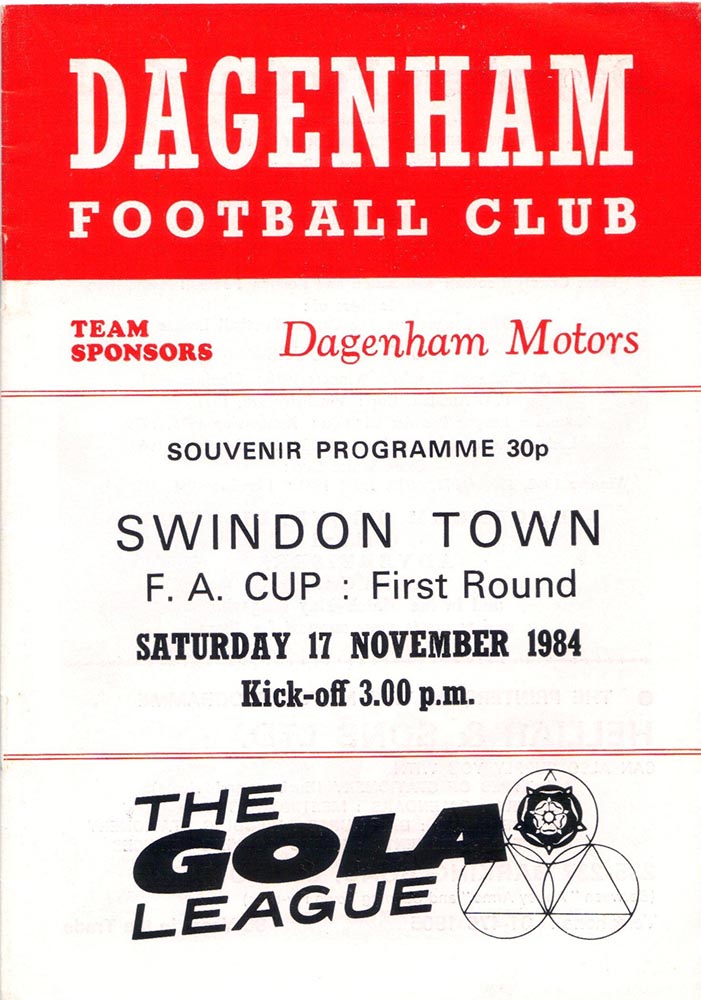 DAGENHAM
FOOTBALL CLUB
TEAM
SPONSORS
Dagenham Motors
SOUVENIR PROGRAMME 30p
SWINDON TOWN
F. A. CUP : First Round
SATURDAY 17 NOVEMBER 1984
Kick-off 3.00 p.m.
THE
GOLA
LEAGUE